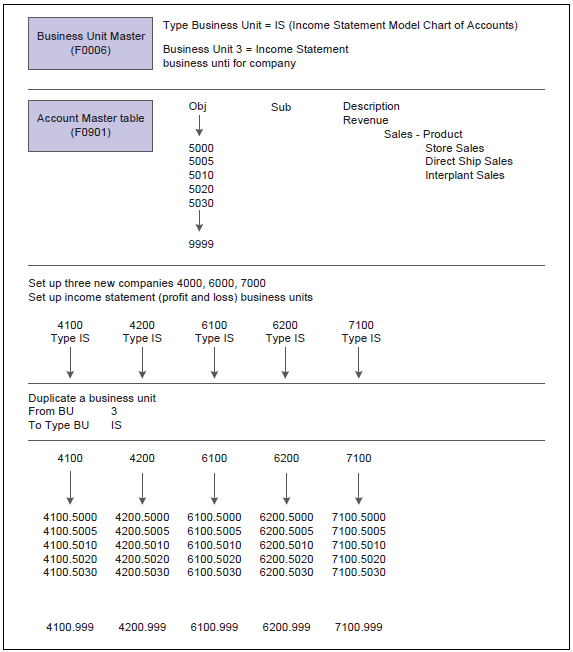 Business Unit Master
(F0006)
Type Business Unit = IS (Income Statement Model Chart of Accounts)
Business Unit 3 = Income Statement
business unti for company
Account Master table
(F0901)
Obj Sub Description
Revenue
Sales - Product
5000 Store Sales
5005 Direct Ship Sales
5010 Interplant Sales
5020
5030
9999
Set up three new companies 4000, 6000, 7000
Set up income statement (profit and loss) business units
4100 4200 6100 6200 7100
Type IS Type IS Type IS Type IS Type IS
Duplicate a business unit
From BU 3
To Type BU IS
4100 4200 6100 6200 7100
4100.5000 4200.5000 6100.5000 6200.5000 7100.5000
4100.5005 4200.5005 6100.5005 6200.5005 7100.5005
4100.5010 4200.5010 6100.5010 6200.5010 7100.5010
4100.5020 4200.5020 6100.5020 6200.5020 7100.5020
4100.5030 4200.5030 6100.5030 6200.5030 7100.5030
4100.999 4200.999 6100.999 6200.999 7100.999